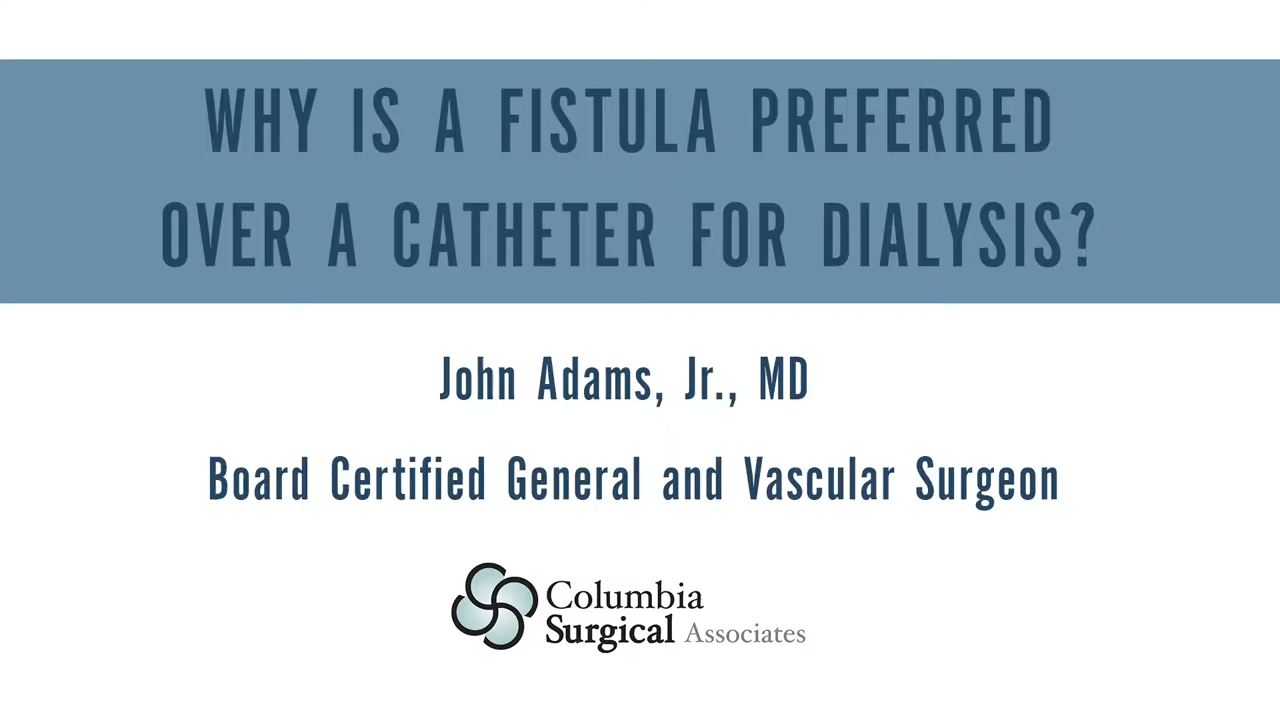 WHY IS A FISTULA PREFERRED
OVER A CATHETER FOR DIALYSIS?
John Adams, Jr., MD
Board Certified General and Vascular Surgeon
Columbia
Surgical Associates